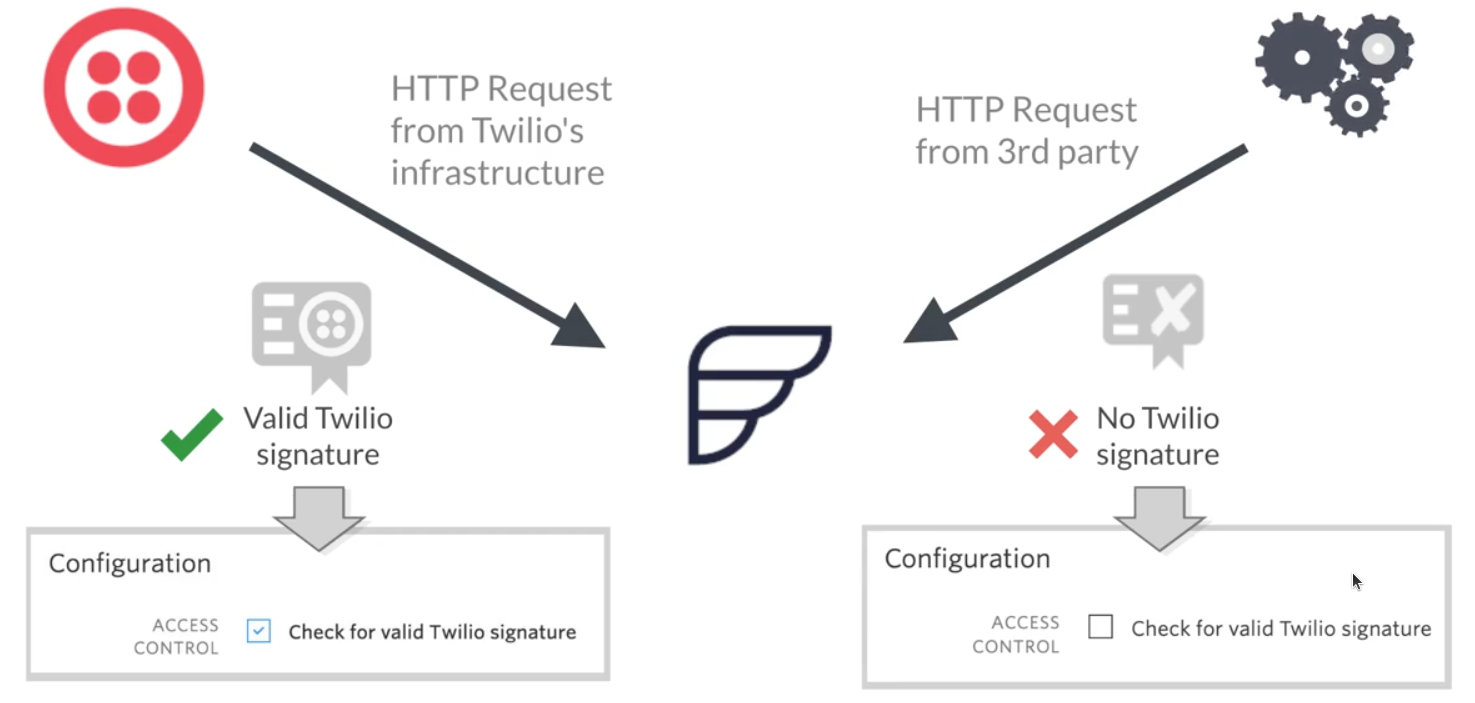 HTTP Request
from Twilio's
infrastructure
HTTP Request
from 3rd party
Valid Twilio
signature
No Twilio
signature
Configuration
ACCESS
CONTROL
Check for valid Twilio signature
Configuration
ACCESS
CONTROL
Check for valid Twilio signature